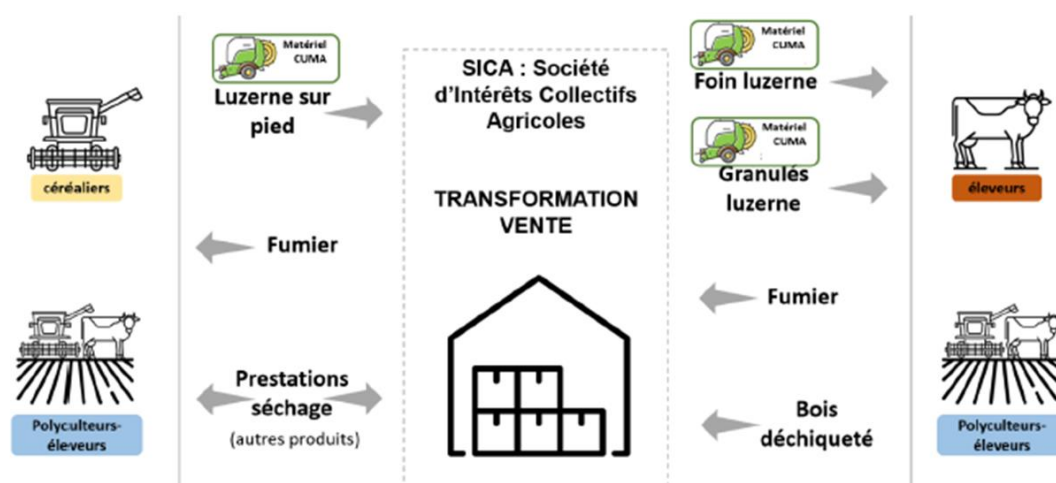 Matériel
CUMA
Luzerne sur
pied
céréaliers
Fumier
Polyculteurs-
éleveurs
Prestations
séchage
(autres produits)
SICA : Société
d'Intérêts Collectifs
Agricoles
TRANSFORMATION
VENTE
Matériel
CUMA
Foin luzerne
Matériel
CUMA
:
Granulés
luzerne
éleveurs
Fumier
Bois
déchiqueté
Polyculteurs-
éleveurs